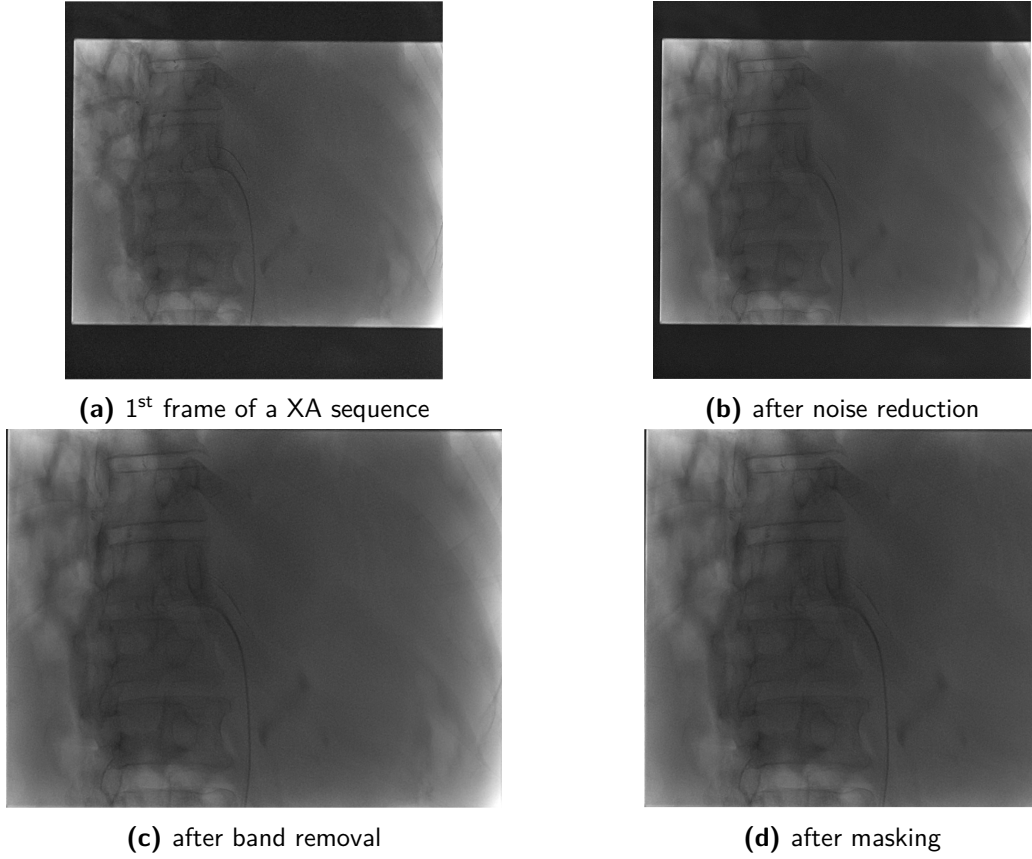 (a) 1st frame of a XA sequence
(b) after noise reduction
(c) after band removal
(d) after masking